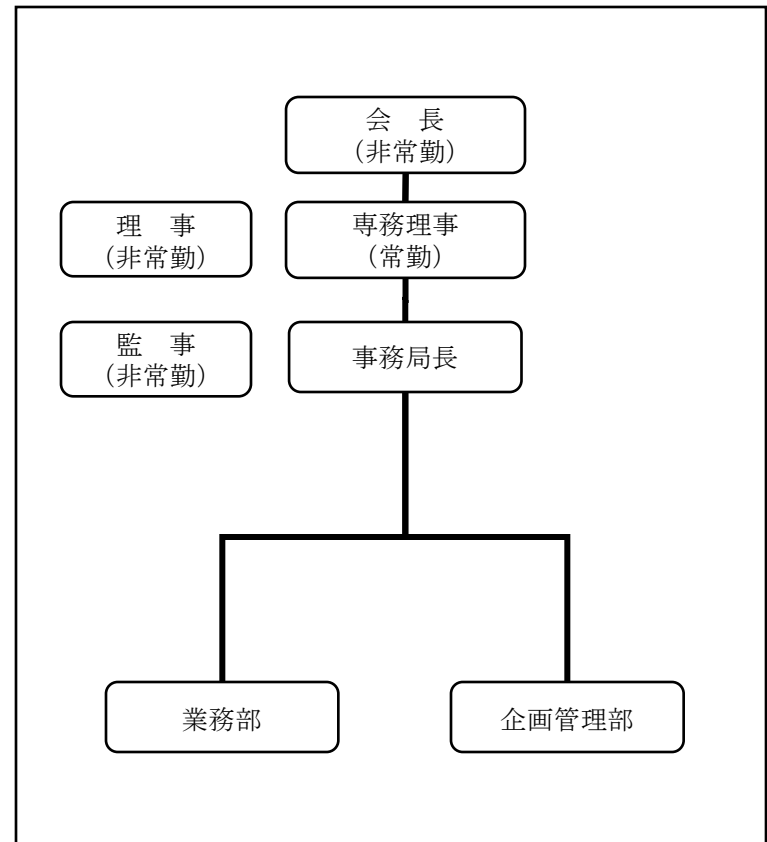 会　長
（非常勤）
理　事
（非常勤）
専務理事
（常勤）
監　事
（非常勤）
事務局長
業務部
企画管理部